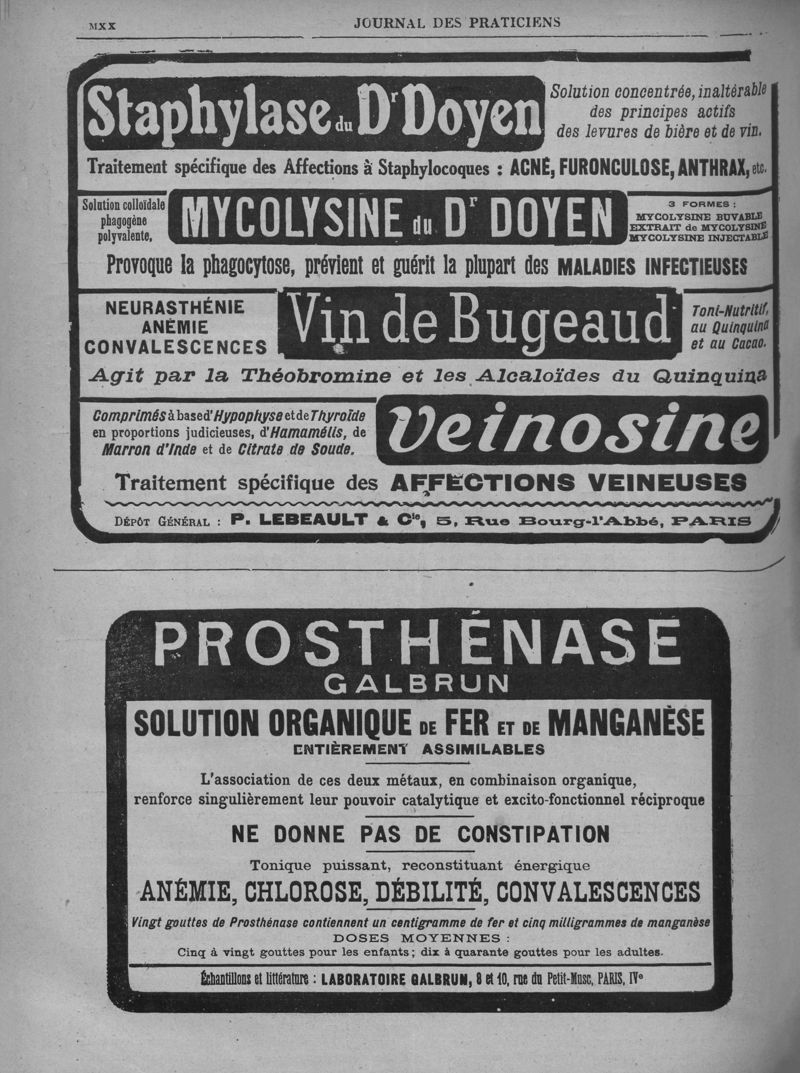 MXX
JOURNAL DES PRATICIENS
Staphylase du Dr Doyen
Solution concentrée, inaltérable
des principes actifs
des levures de bière et de vin.
Traitement spécifique des Affections à Staphylocoques : ACNÉ, FURONCULOSE, ANTHRAX, etc.
Solution colloïdale
phagogène
polyvalente,
MYCOLYSINE du Dr DOYEN
3 FORMES :
MYCOLYSINE BUVABLE
EXTRAIT de MYCOLYSINE
MYCOLYSINE INJECTABLE
Provoque la phagocytose, prévient et guérit la plupart des MALADIES INFECTIEUSES
NEURASTHÉNIE
ANÉMIE
CONVALESCENCES
Vin de Bugeaud
Toni-Nutritif,
au Quinquina
et au Cacao.
Agit par la Théobromine et les Alcaloïdes du Quinquina
Comprimés à base d'Hypophyse et de Thyroïde
en proportions judicieuses, d'Hamamélis, de
Marron d'Inde et de Citrate de Soude.
Veinosine
Traitement spécifique des AFFECTIONS VEINEUSES
DÉPÔT GÉNÉRAL : P. LEBEAULT & Cie, 5, Rue Bourg-l'Abbé, PARIS
PROSTHÉNASE
GALBRUN
SOLUTION ORGANIQUE DE FER ET DE MANGANÈSE
ENTIÈREMENT ASSIMILABLES
L'association de ces deux métaux, en combinaison organique,
renforce singulièrement leur pouvoir catalytique et excito-fonctionnel réciproque
NE DONNE PAS DE CONSTIPATION
Tonique puissant, reconstituant énergique
ANÉMIE, CHLOROSE, DÉBILITÉ, CONVALESCENCES
Vingt gouttes de Prosthénase contiennent un centigramme de fer et cinq milligrammes de manganèse
DOSES MOYENNES :
Cinq à vingt gouttes pour les enfants ; dix à quarante gouttes pour les adultes.
Échantillons et littérature : LABORATOIRE GALBRUN, 8 et 10, rue du Petit-Musc, PARIS, IVe